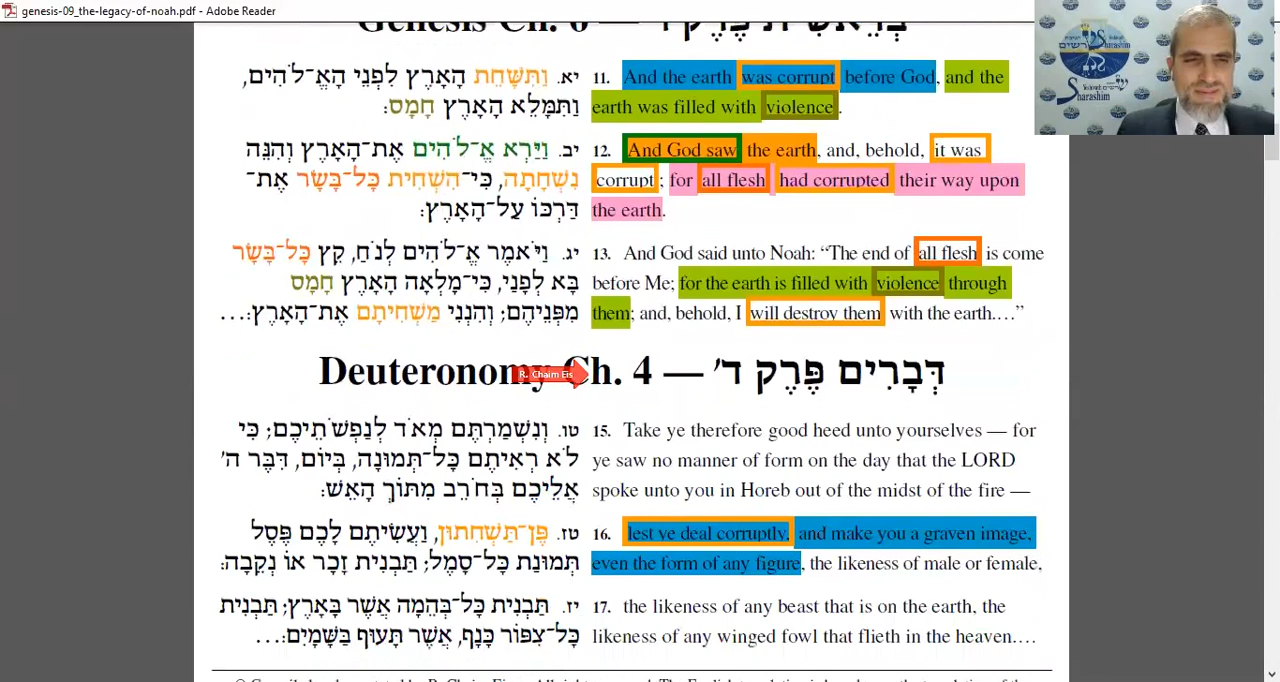 genesis-09_the-legacy-of-noah.pdf - Adobe Reader
Genesis Ch. 6 — בְּרֵאשִׁית פֶּרֶק ו׳
יא. וַתִּשָּׁחֵת הָאָרֶץ לִפְנֵי הָאֱ־לֹהִים, 11. And the earth was corrupt before God, and the
וַתִּמָּלֵא הָאָרֶץ חָמָס: earth was filled with violence.
יב. וַיַּרְא אֱ־לֹהִים אֶת־הָאָרֶץ וְהִנֵּה 12. And God saw the earth, and, behold, it was
נִשְׁחָתָה, כִּי־הִשְׁחִית כָּל־בָּשָׂר אֶת־ corrupt; for all flesh had corrupted their way upon
דַּרְכּוֹ עַל־הָאָרֶץ: the earth.
יג. וַיֹּאמֶר אֱ־לֹהִים לְנֹחַ, קֵץ כָּל־בָּשָׂר 13. And God said unto Noah: “The end of all flesh is come
בָּא לְפָנַי, כִּי־מָלְאָה הָאָרֶץ חָמָס before Me; for the earth is filled with violence through
מִפְּנֵיהֶם; וְהִנְנִי מַשְׁחִיתָם אֶת־הָאָרֶץ:… them; and, behold, I will destroy them with the earth.…”
Deuteronomy Ch. 4 — דְּבָרִים פֶּרֶק ד׳
R. Chaim Eis
טו. וְנִשְׁמַרְתֶּם מְאֹד לְנַפְשֹׁתֵיכֶם; כִּי 15. Take ye therefore good heed unto yourselves — for
לֹא רְאִיתֶם כָּל־תְּמוּנָה, בְּיוֹם, דִּבֶּר ה׳ ye saw no manner of form on the day that the LORD
אֲלֵיכֶם בְּחֹרֵב מִתּוֹךְ הָאֵשׁ: spoke unto you in Horeb out of the midst of the fire —
טז. פֶּן־תַּשְׁחִתוּן, וַעֲשִׂיתֶם לָכֶם פֶּסֶל 16. lest ye deal corruptly, and make you a graven image,
תְּמוּנַת כָּל־סָמֶל; תַּבְנִית זָכָר אוֹ נְקֵבָה: even the form of any figure, the likeness of male or female,
יז. תַּבְנִית כָּל־בְּהֵמָה אֲשֶׁר בָּאָרֶץ; תַּבְנִית 17. the likeness of any beast that is on the earth, the
כָּל־צִפּוֹר כָּנָף, אֲשֶׁר תָּעוּף בַּשָּׁמָיִם:… likeness of any winged fowl that flieth in the heaven.…
Yeshivat
Sharashim